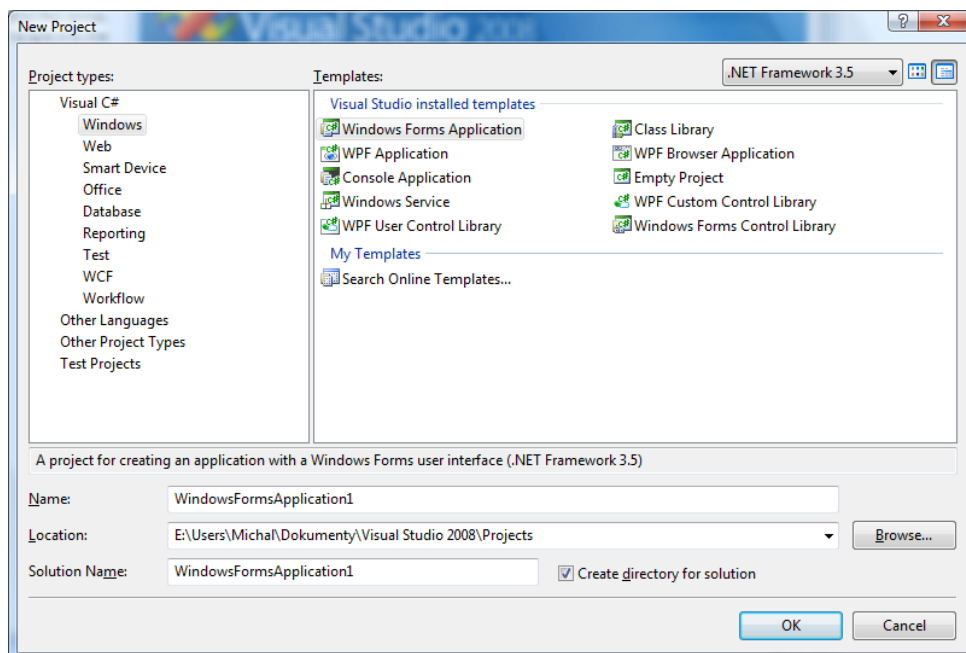 New Project
Visual Studio 2008
Project types:
Templates:
.NET Framework 3.5
Visual C#
Windows
Web
Smart Device
Office
Database
Reporting
Test
WCF
Workflow
Other Languages
Other Project Types
Test Projects
Visual Studio installed templates
Windows Forms Application
Class Library
WPF Application
WPF Browser Application
Console Application
Empty Project
Windows Service
WPF Custom Control Library
WPF User Control Library
Windows Forms Control Library
My Templates
Search Online Templates...
A project for creating an application with a Windows Forms user interface (.NET Framework 3.5)
Name:
WindowsFormsApplication1
Location:
E:\Users\Michal\Dokumenty\Visual Studio 2008\Projects
Browse...
Solution Name:
WindowsFormsApplication1
Create directory for solution
OK
Cancel